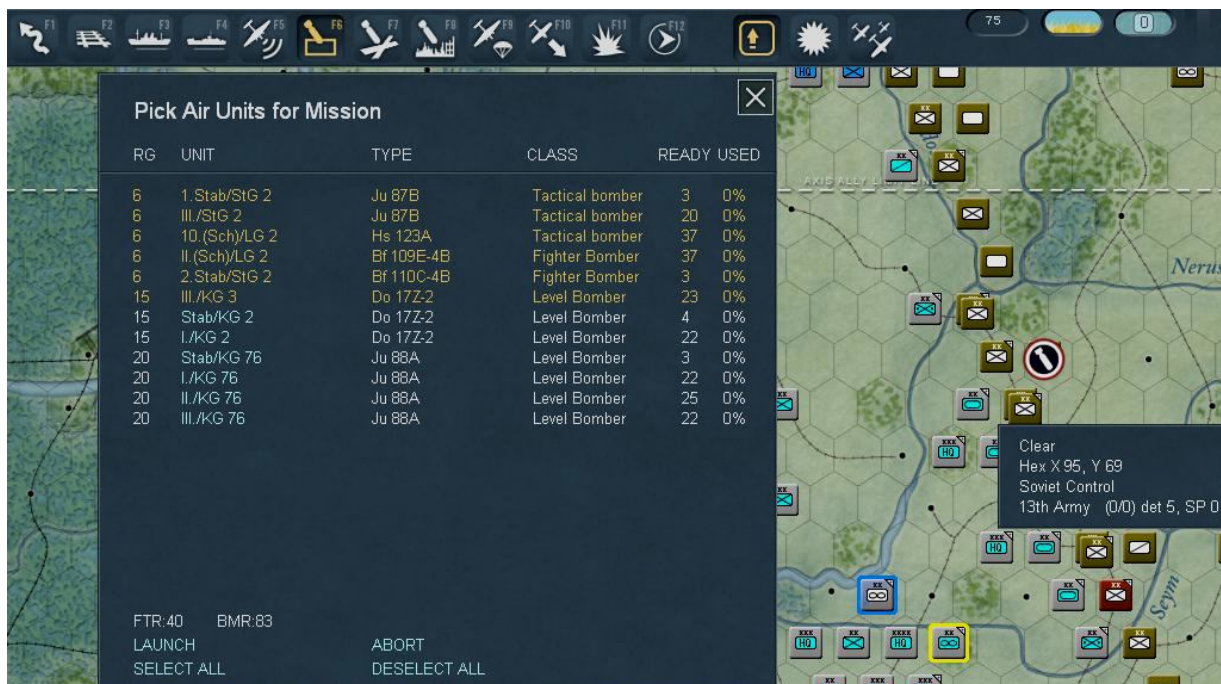 F1 F2 F3 F4 F5 F6 F7 F8 F9 F10 F11 F12
75 0
Pick Air Units for Mission
RG UNIT TYPE CLASS READY USED
6 1.Stab/StG 2 Ju 87B Tactical bomber 3 0%
6 III./StG 2 Ju 87B Tactical bomber 20 0%
6 10.(Sch)/LG 2 Hs 123A Tactical bomber 37 0%
6 II.(Sch)/LG 2 Bf 109E-4B Fighter Bomber 37 0%
6 2.Stab/StG 2 Bf 110C-4B Fighter Bomber 3 0%
15 III./KG 3 Do 17Z-2 Level Bomber 23 0%
15 Stab/KG 2 Do 17Z-2 Level Bomber 4 0%
15 I./KG 2 Do 17Z-2 Level Bomber 22 0%
20 Stab/KG 76 Ju 88A Level Bomber 3 0%
20 I./KG 76 Ju 88A Level Bomber 22 0%
20 II./KG 76 Ju 88A Level Bomber 25 0%
20 III./KG 76 Ju 88A Level Bomber 22 0%
FTR:40 BMR:83
LAUNCH ABORT
SELECT ALL DESELECT ALL
AXIS ALLY
Nerus
Clear
Hex X 95, Y 69
Soviet Control
13th Army (0/0) det 5, SP 0
Seym